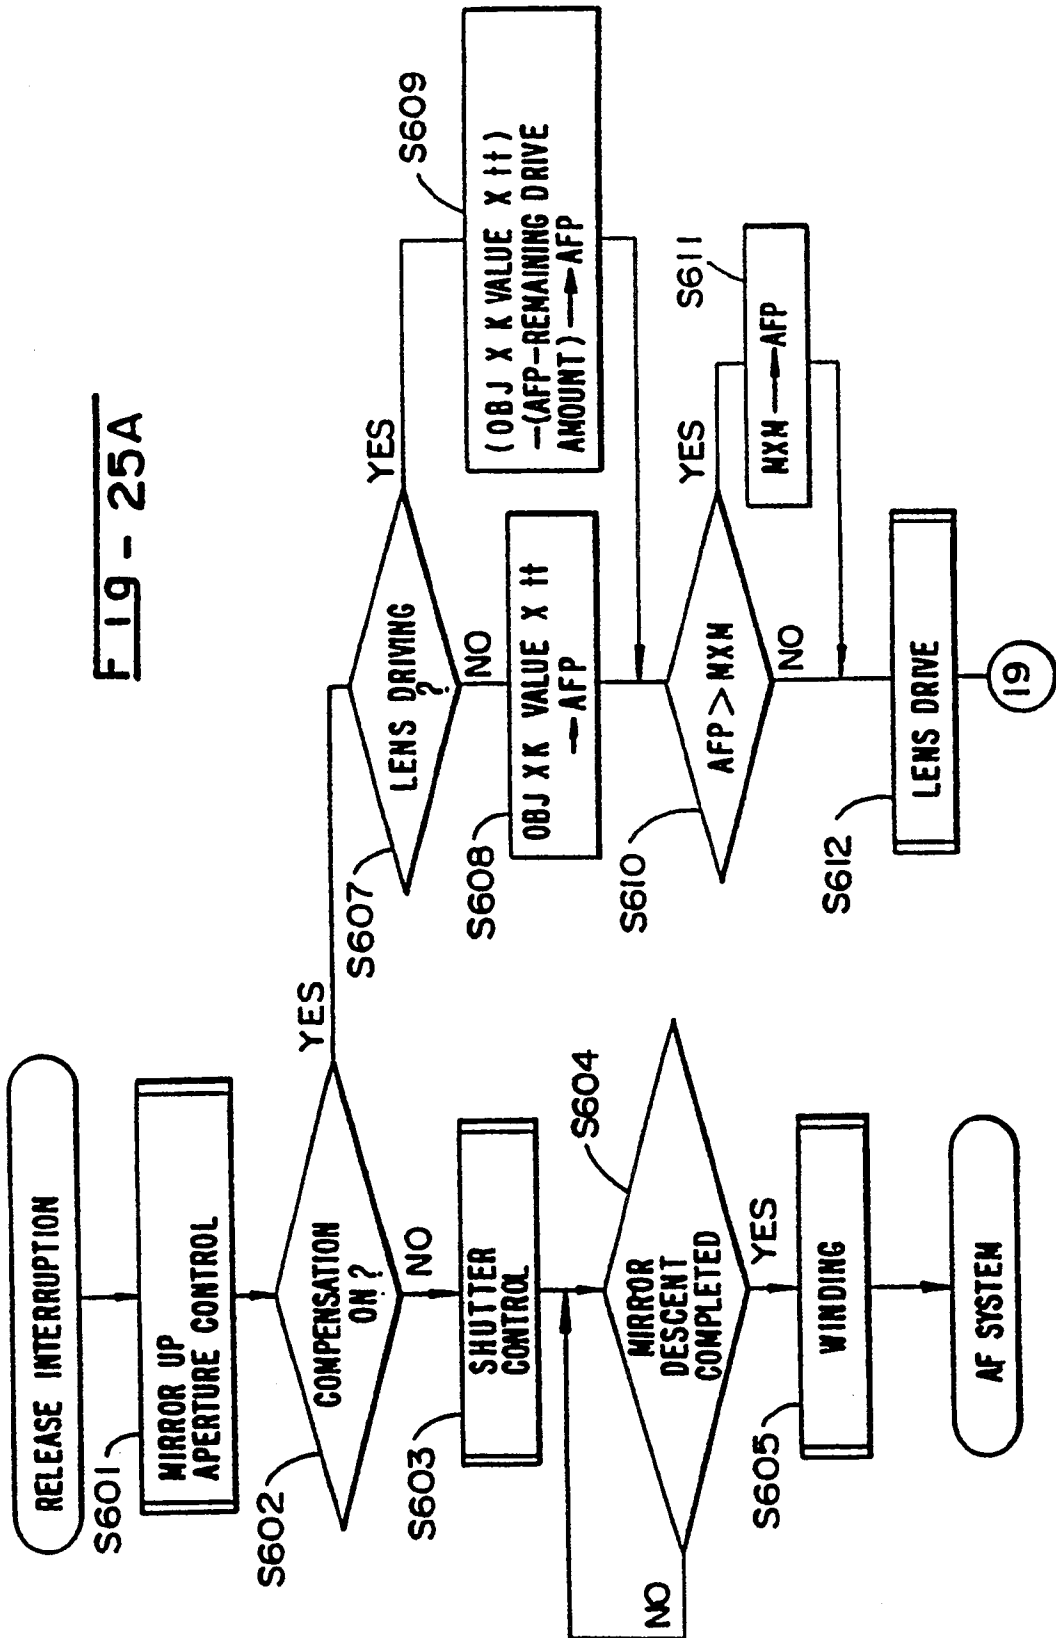 FIG-25A
RELEASE INTERRUPTION
S601
MIRROR UP
APERTURE CONTROL
S602
COMPENSATION
ON?
YES
NO
S603
SHUTTER
CONTROL
S604
MIRROR
DESCENT
COMPLETED
NO
YES
S605
WINDING
AF SYSTEM
S607
LENS DRIVING
?
YES
NO
S608
OBJ X K VALUE X tt
→AFP
S609
(OBJ X K VALUE X tt)
-(AFP-REMAINING DRIVE
AMOUNT)→AFP
S610
AFP>MXM
YES
NO
S611
MXM→AFP
S612
LENS DRIVE
19